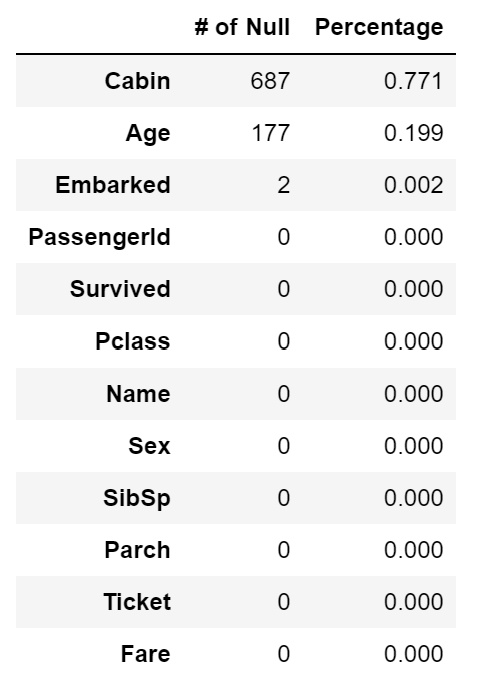 # of Null Percentage
Cabin 687 0.771
Age 177 0.199
Embarked 2 0.002
PassengerId 0 0.000
Survived 0 0.000
Pclass 0 0.000
Name 0 0.000
Sex 0 0.000
SibSp 0 0.000
Parch 0 0.000
Ticket 0 0.000
Fare 0 0.000